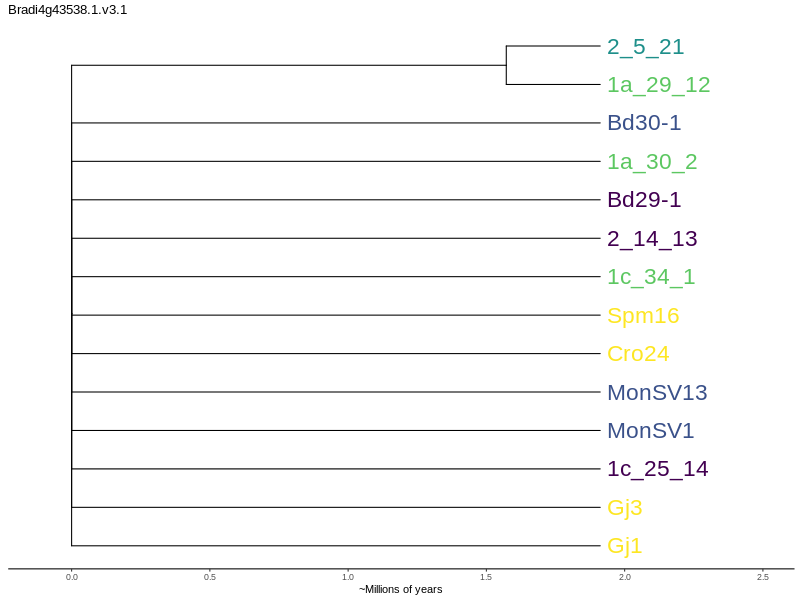 Bradi4g43538.1.v3.1
2_5_21
1a_29_12
Bd30-1
1a_30_2
Bd29-1
2_14_13
1c_34_1
Spm16
Cro24
MonSV13
MonSV1
1c_25_14
Gj3
Gj1
0.0 0.5 1.0 1.5 2.0 2.5
~Millions of years